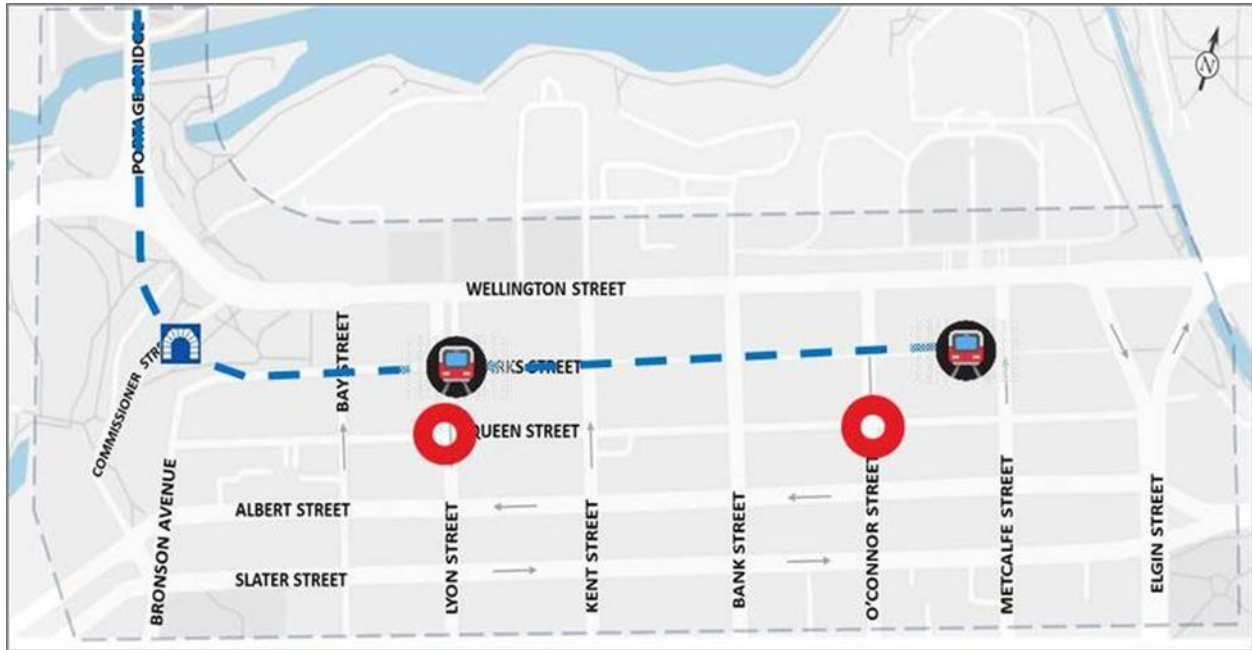 PORTAGE BRIDGE
N
WELLINGTON STREET
COMMISSIONER
BAY STREET
STREET
QUEEN STREET
BRONSON AVENUE
ALBERT STREET
SLATER STREET
LYON STREET
KENT STREET
BANK STREET
O'CONNOR STREET
METCALFE STREET
ELGIN STREET